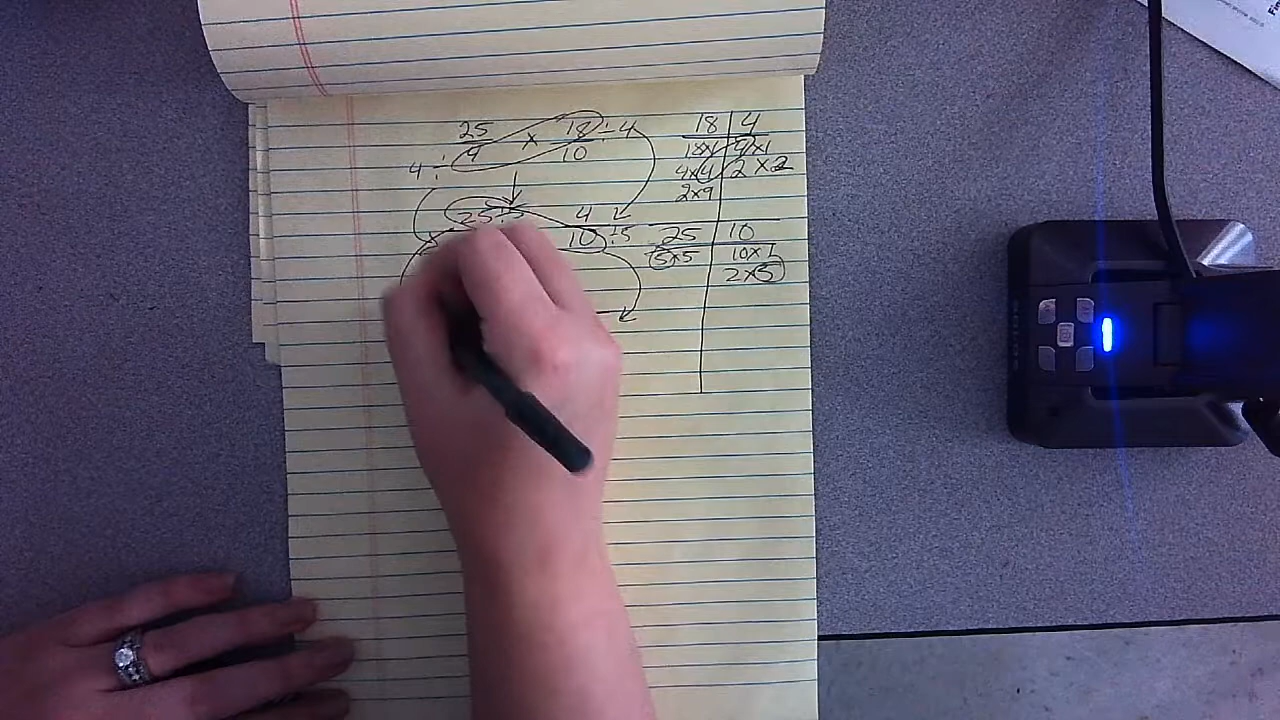 25 × 18 ÷ 4
4 ÷ 9 10
25 ÷ 5 4
10 ÷ 5
18 4
18×1 4×1
4×4 2×2
2×9
25 10
5×5 10×1
2×5